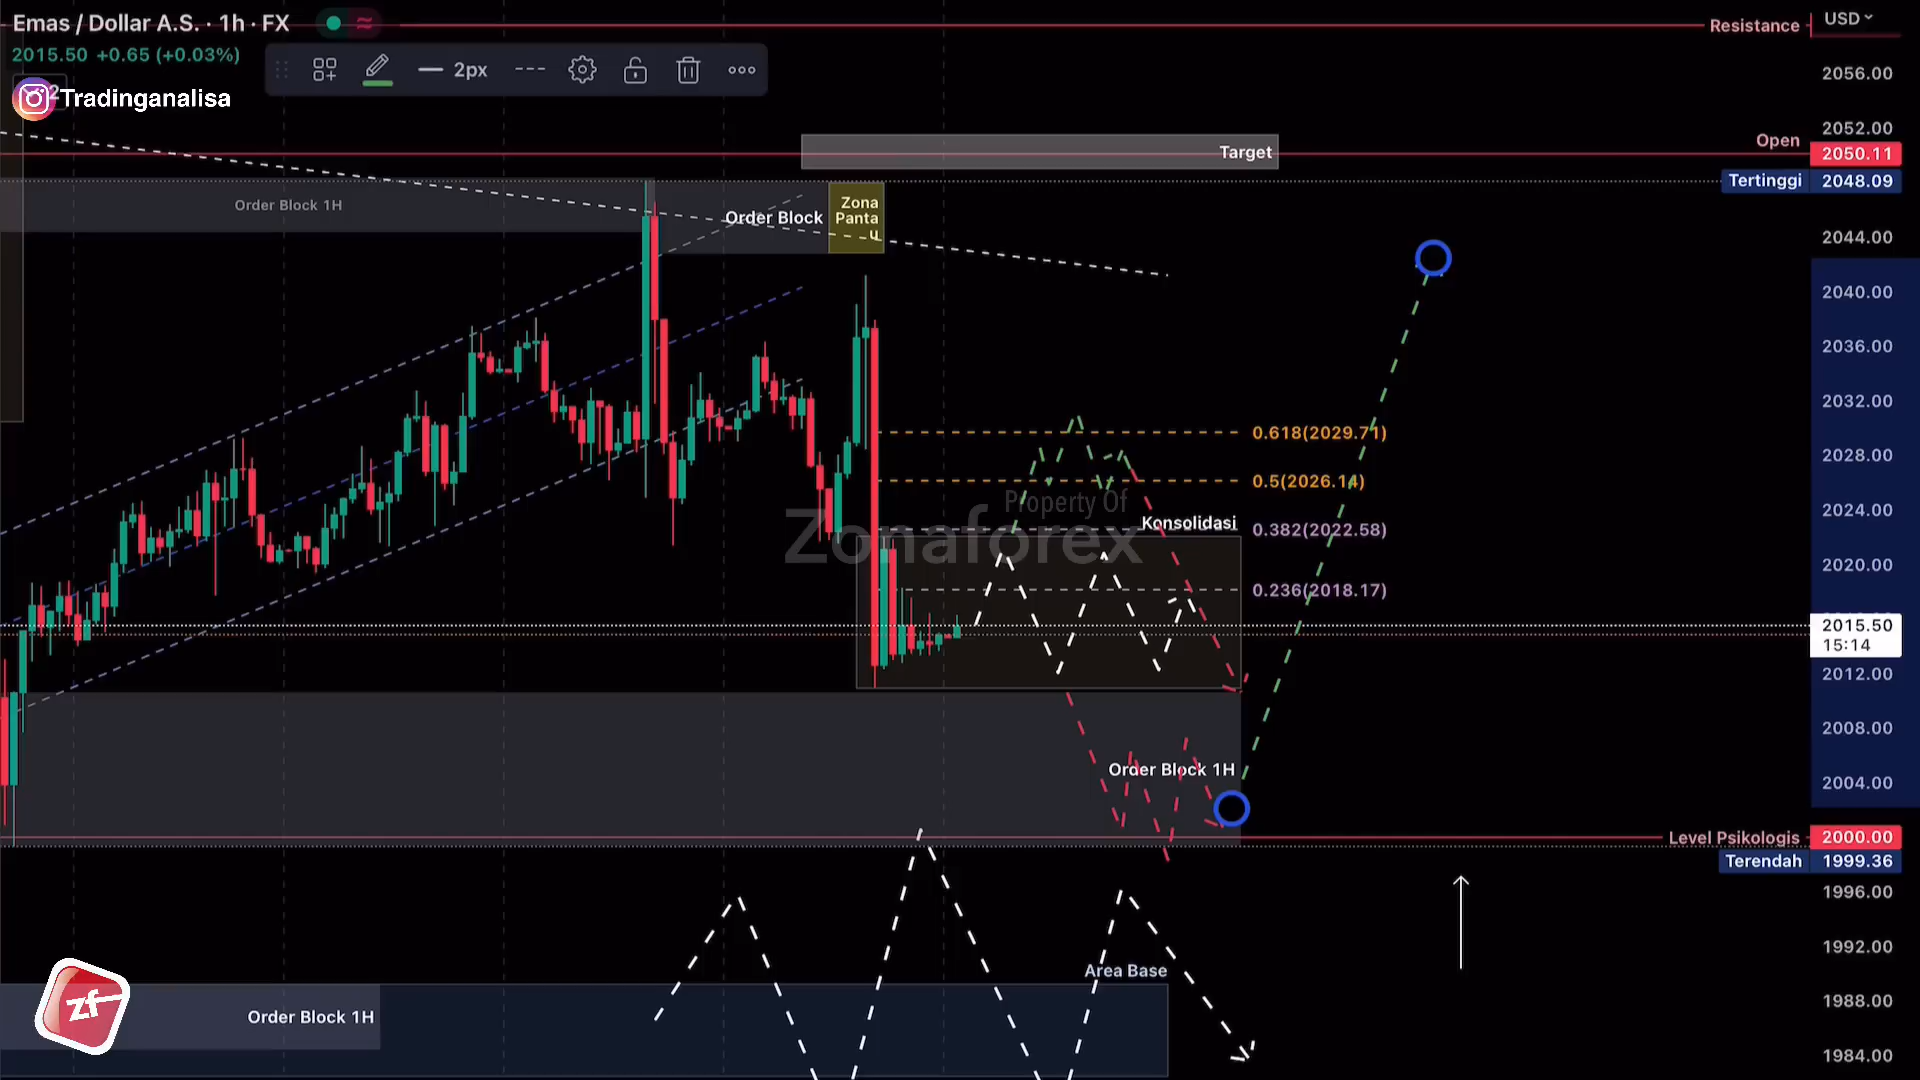 Emas / Dollar A.S. · 1h · FX
2015.50 +0.65 (+0.03%)
2px
Tradinganalisa
USD
Resistance
2056.00
2052.00
Open 2050.11
Target
Tertinggi 2048.09
Order Block 1H
Order Block
Zona
Panta
u
2044.00
2040.00
2036.00
2032.00
0.618(2029.71)
2028.00
0.5(2026.14)
Property Of
Zonaforex
Konsolidasi
0.382(2022.58)
2024.00
2020.00
0.236(2018.17)
2015.50
15:14
2012.00
2008.00
Order Block 1H
2004.00
Level Psikologis 2000.00
Terendah 1999.36
1996.00
1992.00
Area Base
1988.00
zf
Order Block 1H
1984.00